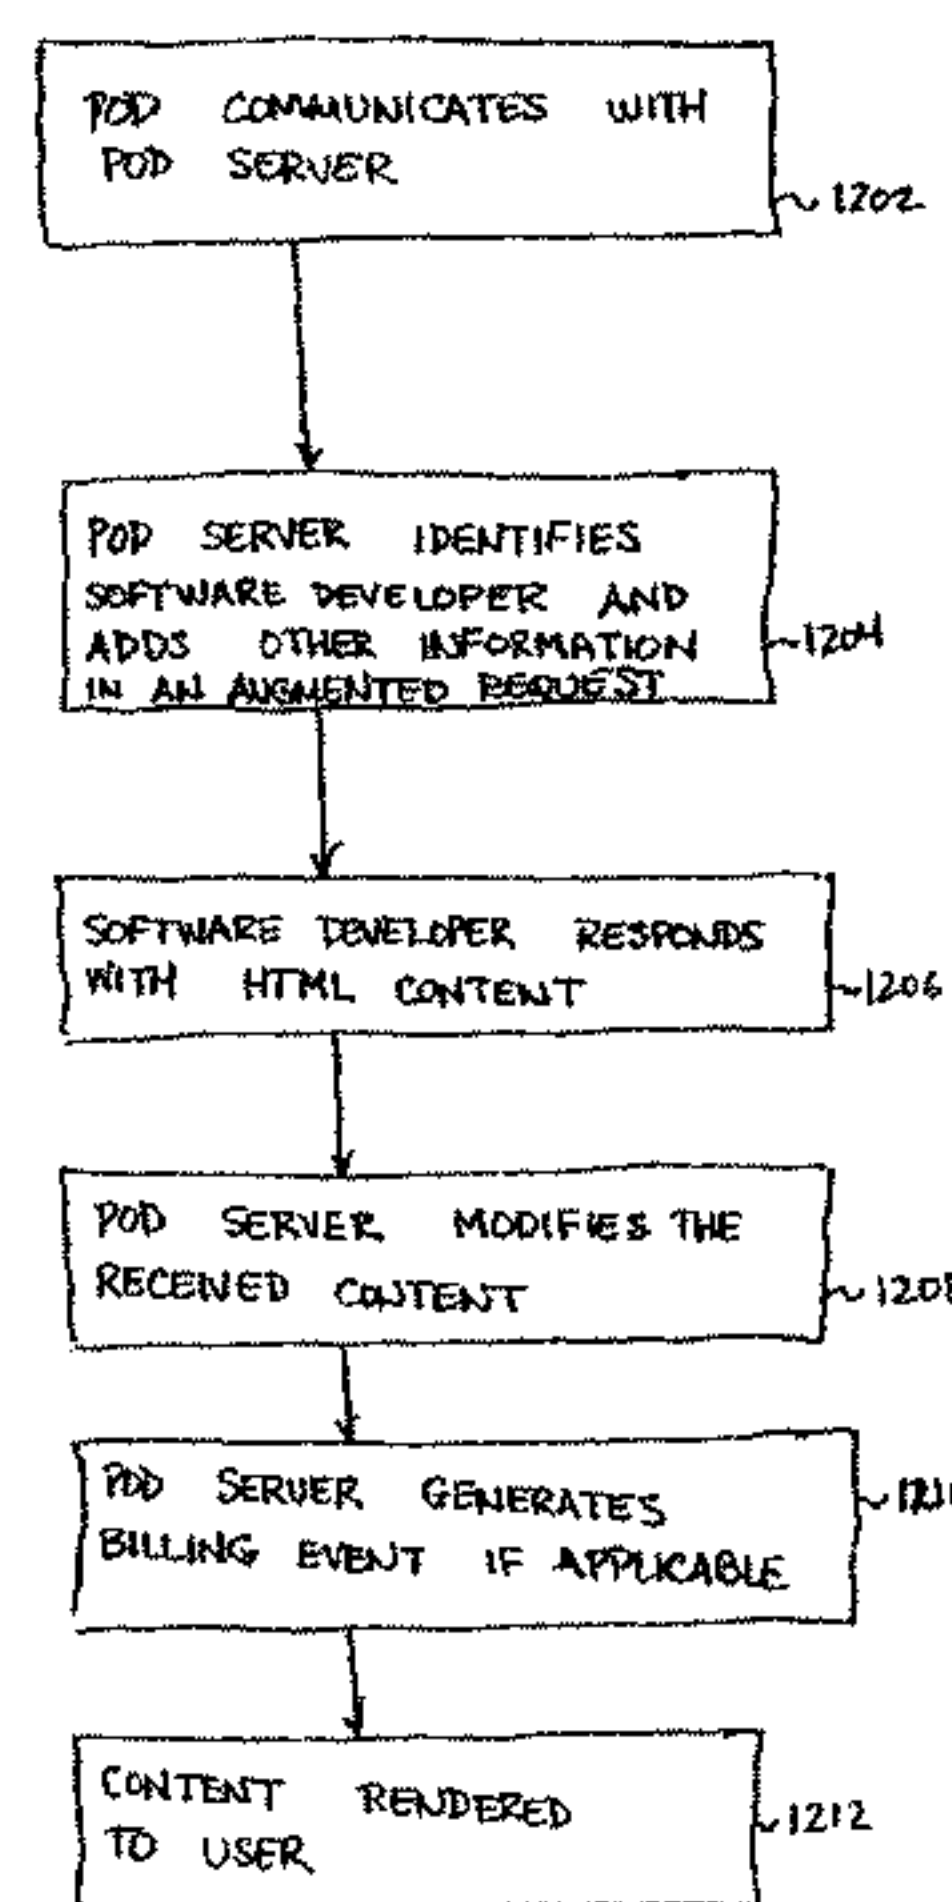 POD COMMUNICATES WITH
POD SERVER
1202
POD SERVER IDENTIFIES
SOFTWARE DEVELOPER AND
ADDS OTHER INFORMATION
IN AN AUGMENTED REQUEST
1204
SOFTWARE DEVELOPER RESPONDS
WITH HTML CONTENT
1206
POD SERVER MODIFIES THE
RECEIVED CONTENT
1208
POD SERVER GENERATES
BILLING EVENT IF APPLICABLE
CONTENT RENDERED
TO USER
1212